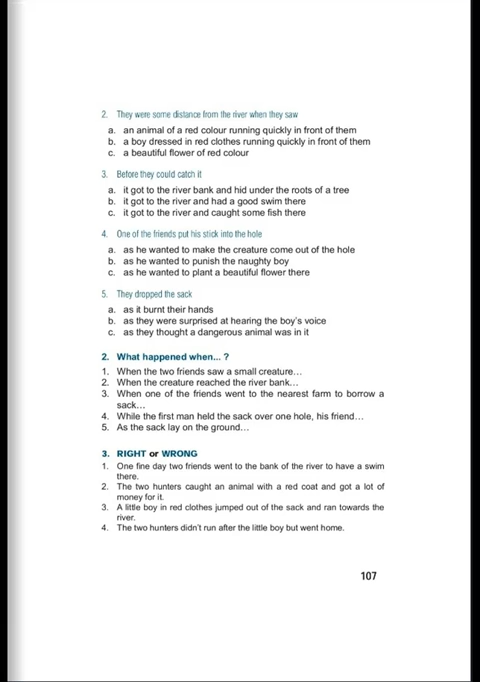 2. They were some distance from the river when they saw
a. an animal of a red colour running quickly in front of them
b. a boy dressed in red clothes running quickly in front of them
c. a beautiful flower of red colour
3. Before they could catch it
a. it got to the river bank and hid under the roots of a tree
b. it got to the river and had a good swim there
c. it got to the river and caught some fish there
4. One of the friends put his stick into the hole
a. as he wanted to make the creature come out of the hole
b. as he wanted to punish the naughty boy
c. as he wanted to plant a beautiful flower there
5. They dropped the sack
a. as it burnt their hands
b. as they were surprised at hearing the boy's voice
c. as they thought a dangerous animal was in it
2. What happened when... ?
1. When the two friends saw a small creature...
2. When the creature reached the river bank...
3. When one of the friends went to the nearest farm to borrow a
sack...
4. While the first man held the sack over one hole, his friend...
5. As the sack lay on the ground...
3. RIGHT or WRONG
1. One fine day two friends went to the bank of the river to have a swim
there.
2. The two hunters caught an animal with a red coat and got a lot of
money for it.
3. A little boy in red clothes jumped out of the sack and ran towards the
river.
4. The two hunters didn't run after the little boy but went home.
107